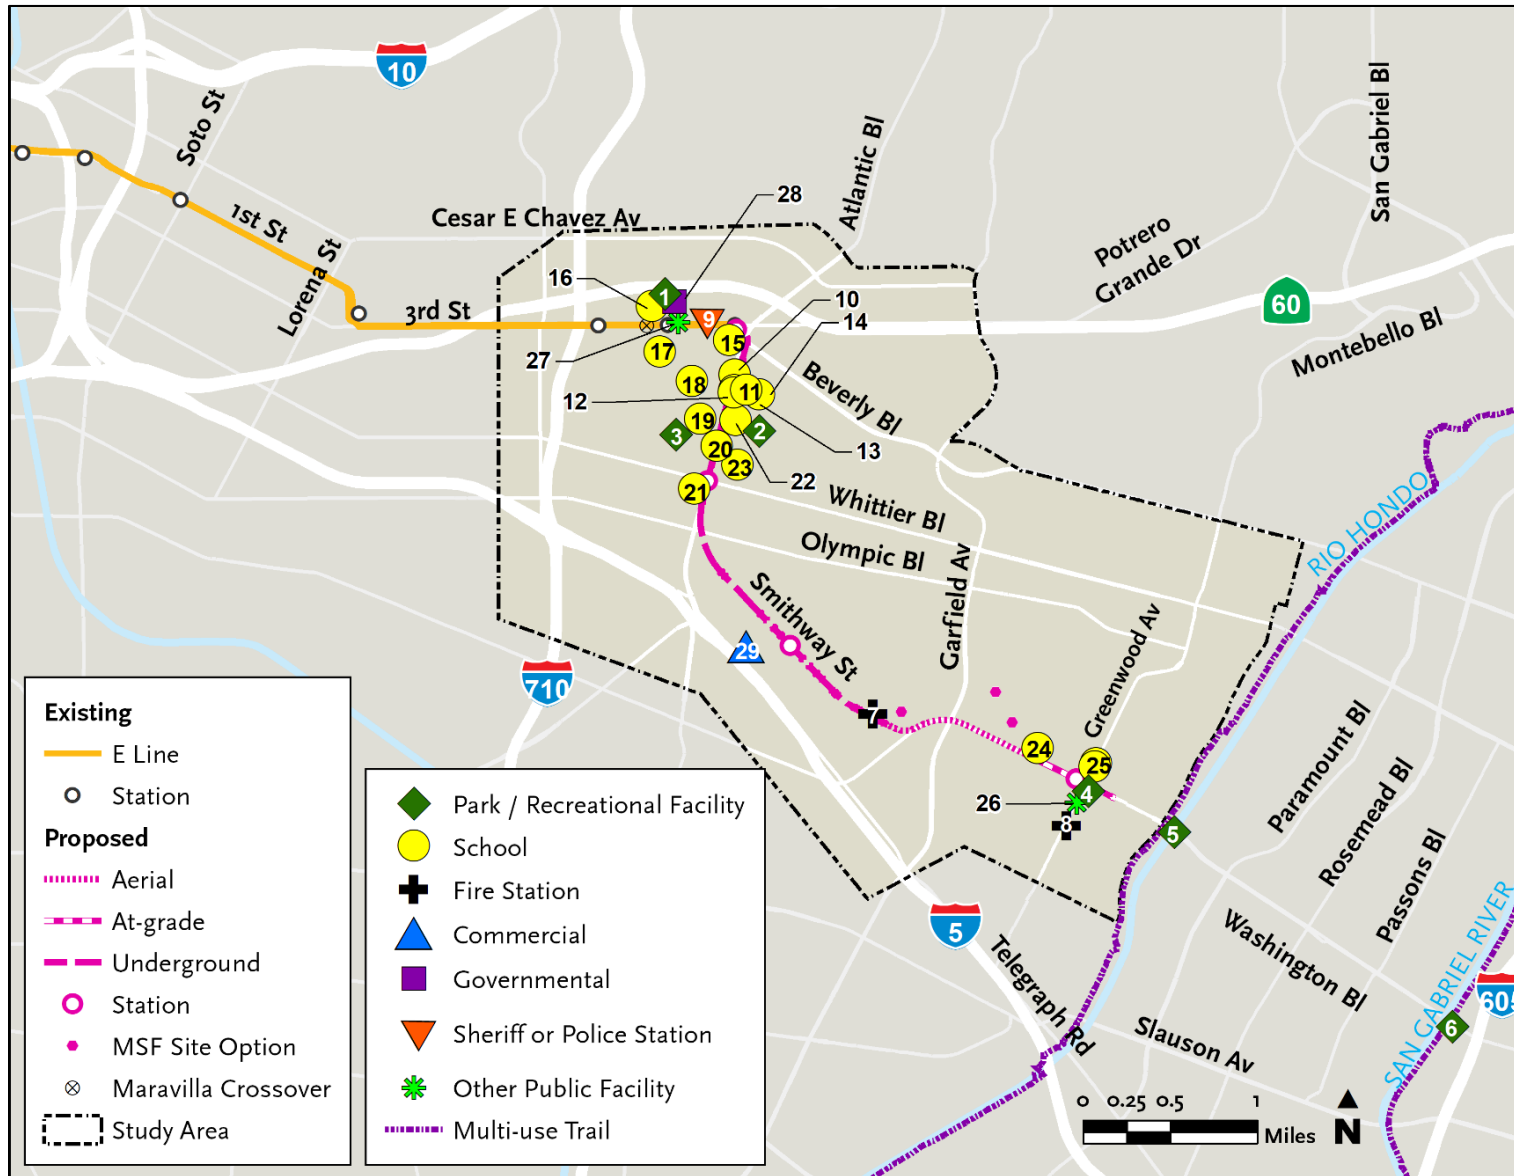 10
San Gabriel Bl
Soto St
Atlantic Bl
28
1st St
Cesar E Chavez Av
Potrero
Grande Dr
Lorena St
16
1
10
60
3rd St
9
14
Montebello Bl
27
17
15
18
11
12
Beverly Bl
19
2
3
13
20
23
22
21
Whittier Bl
RIO HONDO
Olympic Bl
Smithway St
Garfield Av
Greenwood Av
29
710
7
24
25
4
26
8
5
Paramount Bl
Rosemead Bl
Passons Bl
5
Telegraph Rd
Washington Bl
SAN GABRIEL RIVER
605
6
Slauson Av
Existing
E Line
Station
Proposed
Aerial
At-grade
Underground
Station
MSF Site Option
Maravilla Crossover
Study Area
Park / Recreational Facility
School
Fire Station
Commercial
Governmental
Sheriff or Police Station
Other Public Facility
Multi-use Trail
0 0.25 0.5 1
Miles
N